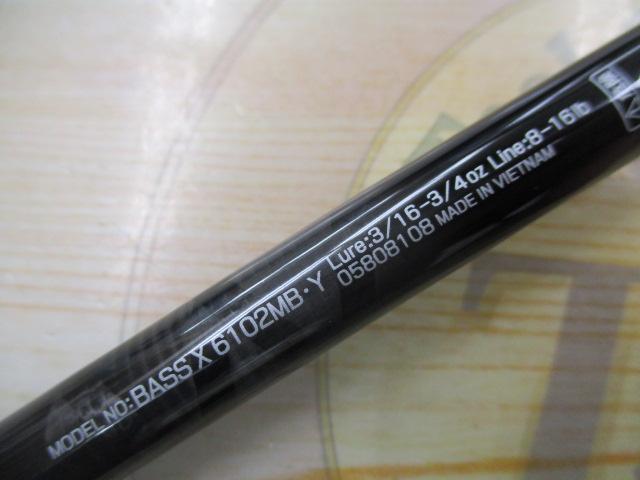 MODEL NO:BASS X 6102MB·Y Lure:3/16-3/4oz Line:8-16lb
05808108 MADE IN VIETNAM